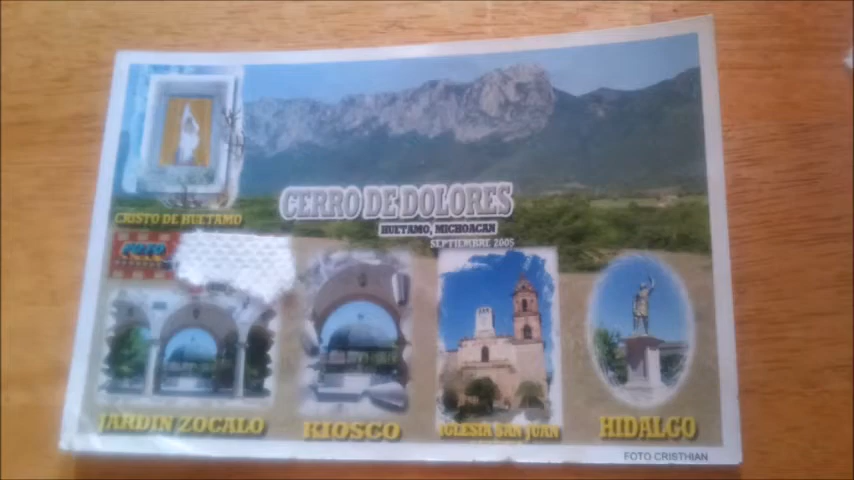 CERRO DE DOLORES
HUETAMO, MICHOACAN
SEPTIEMBRE 2005
CRISTO DE HUETAMO
FOTO
JARDIN ZOCALO
KIOSCO
IGLESIA SAN JUAN
HIDALGO
FOTO CRISTHIAN